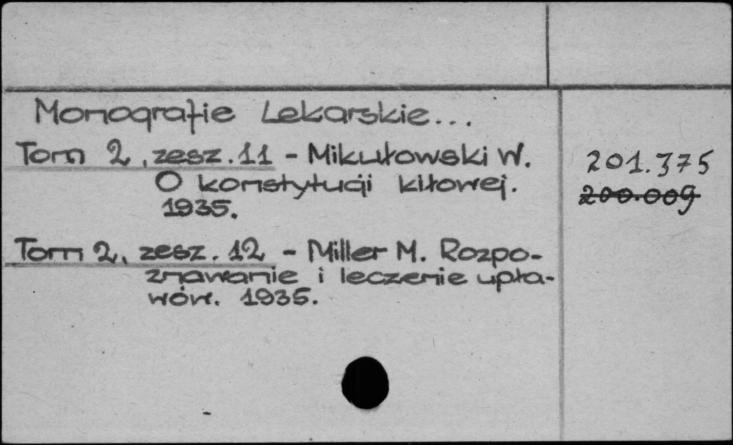 Monografie Lekarskie...
Tom 2, zesz. 11 - Mikułowski W.
201.375
O konstytucji kiłowej.
200.009
1935.
Tom 2, zesz. 12 - Miller M. Rozpo-
znawanie i leczenie upła-
wów. 1935.